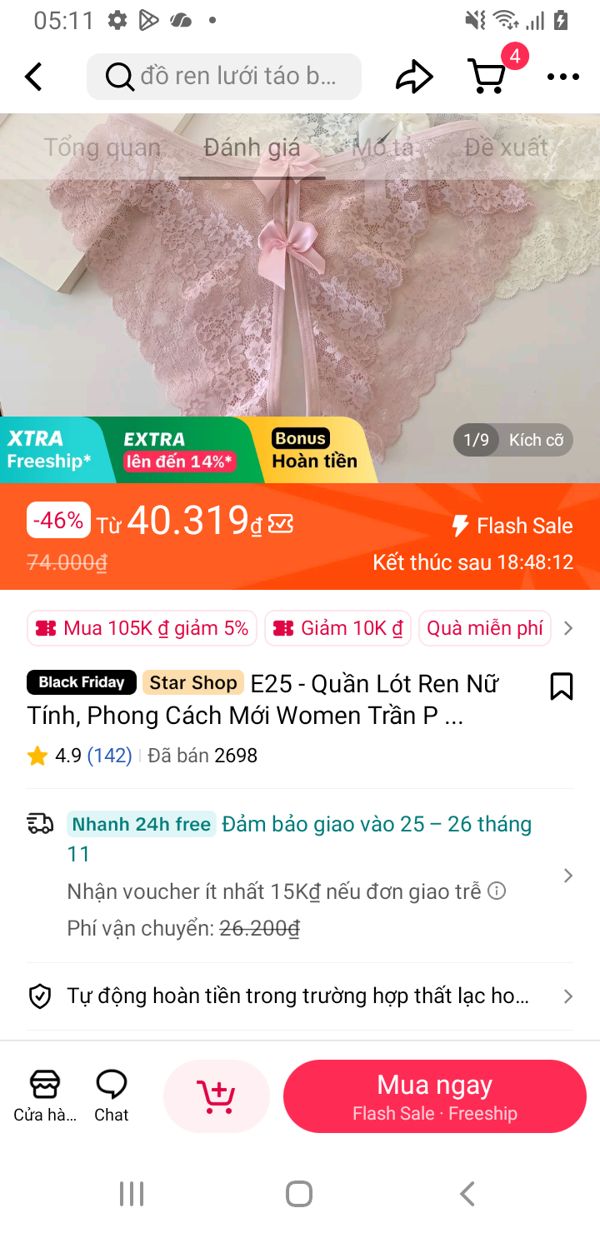 05:11
4
đồ ren lưới táo b...
Tổng quan Đánh giá Mô tả Đề xuất
XTRA
Freeship*
EXTRA
lên đến 14%*
Bonus
Hoàn tiền
1/9 Kích cỡ
-46% Từ 40.319₫
Flash Sale
74.000₫
Kết thúc sau 18:48:12
Mua 105K ₫ giảm 5% Giảm 10K ₫ Quà miễn phí
Black Friday Star Shop E25 - Quần Lót Ren Nữ
Tính, Phong Cách Mới Women Trần P ...
4.9 (142) Đã bán 2698
Nhanh 24h free Đảm bảo giao vào 25 – 26 tháng
11
Nhận voucher ít nhất 15K₫ nếu đơn giao trễ
Phí vận chuyển: 26.200₫
Tự động hoàn tiền trong trường hợp thất lạc ho...
Cửa hà...
Chat
Mua ngay
Flash Sale · Freeship